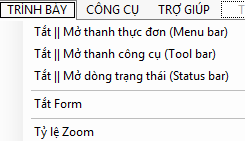 TRÌNH BÀY CÔNG CỤ TRỢ GIÚP
Tắt || Mở thanh thực đơn (Menu bar)
Tắt || Mở thanh công cụ (Tool bar)
Tắt || Mở dòng trạng thái (Status bar)
Tắt Form
Tỷ lệ Zoom